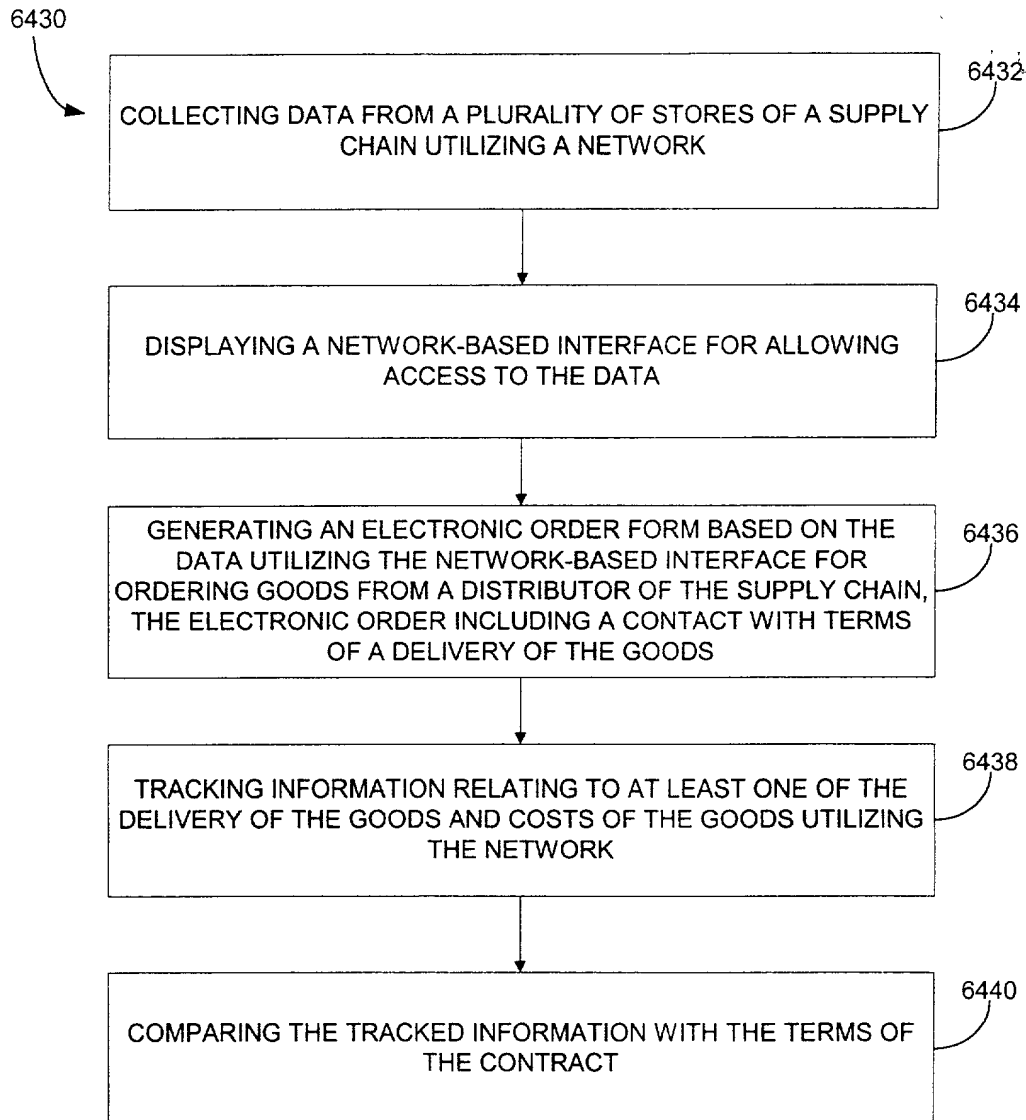 6430
6432
COLLECTING DATA FROM A PLURALITY OF STORES OF A SUPPLY
CHAIN UTILIZING A NETWORK
6434
DISPLAYING A NETWORK-BASED INTERFACE FOR ALLOWING
ACCESS TO THE DATA
GENERATING AN ELECTRONIC ORDER FORM BASED ON THE
DATA UTILIZING THE NETWORK-BASED INTERFACE FOR
6436
ORDERING GOODS FROM A DISTRIBUTOR OF THE SUPPLY CHAIN,
THE ELECTRONIC ORDER INCLUDING A CONTACT WITH TERMS
OF A DELIVERY OF THE GOODS
6438
TRACKING INFORMATION RELATING TO AT LEAST ONE OF THE
DELIVERY OF THE GOODS AND COSTS OF THE GOODS UTILIZING
THE NETWORK
6440
COMPARING THE TRACKED INFORMATION WITH THE TERMS OF
THE CONTRACT